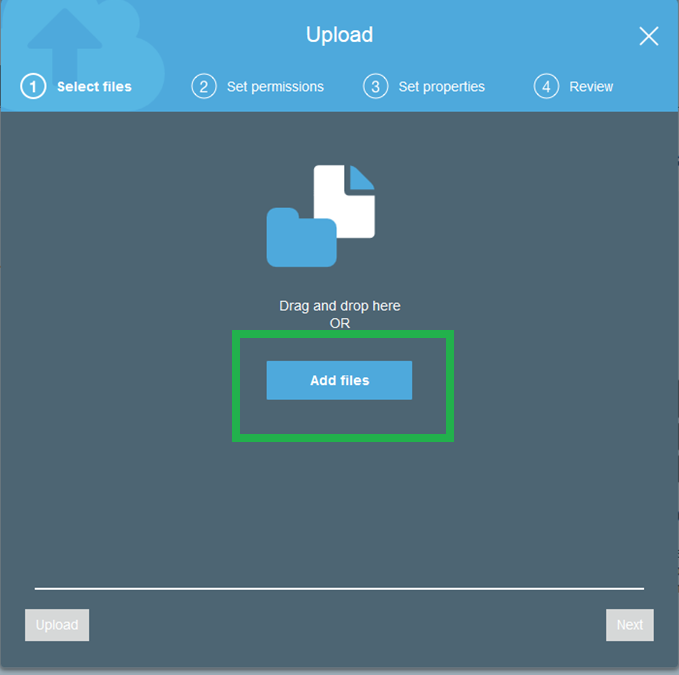 Upload
1 Select files 2 Set permissions 3 Set properties 4 Review
Drag and drop here
OR
Add files
Upload Next